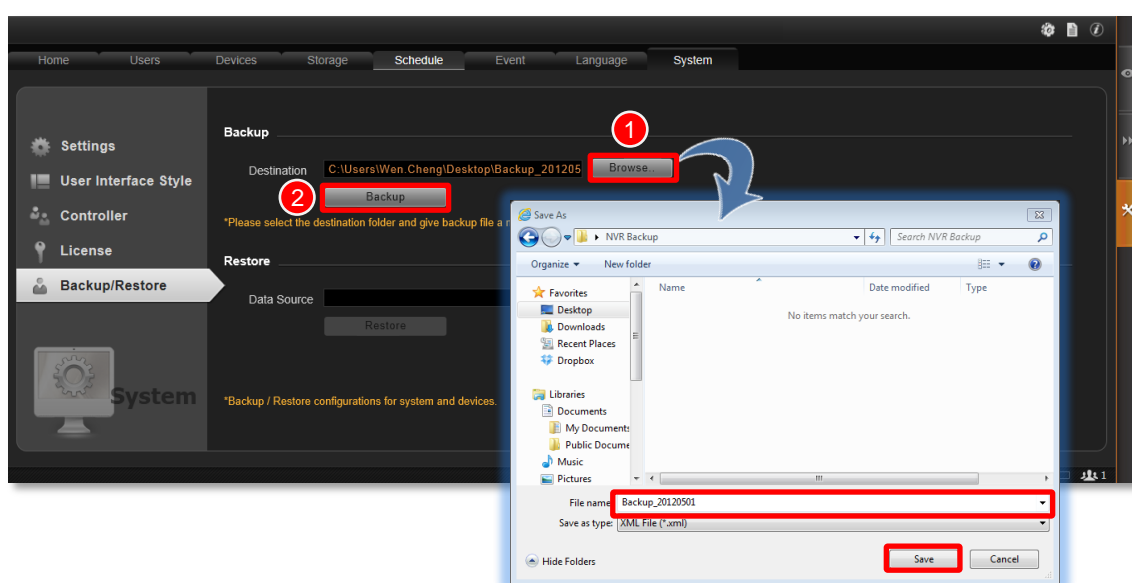 Home Users Devices Storage Schedule Event Language System
Settings
User Interface Style
Controller
License
Backup/Restore
System
Backup
1
Destination C:\Users\Wen.Cheng\Desktop\Backup_201205 Browse..
2
Backup
*Please select the destination folder and give backup file a
Restore
Data Source
Restore
*Backup / Restore configurations for system and devices.
1
Save As
NVR Backup Search NVR Backup
Organize New folder
Favorites
Desktop
Downloads
Recent Places
Dropbox
Libraries
Documents
My Documents
Public Docume
Music
Pictures
Name Date modified Type
No items match your search.
File name: Backup_20120501
Save as type: XML File (*.xml)
Hide Folders Save Cancel